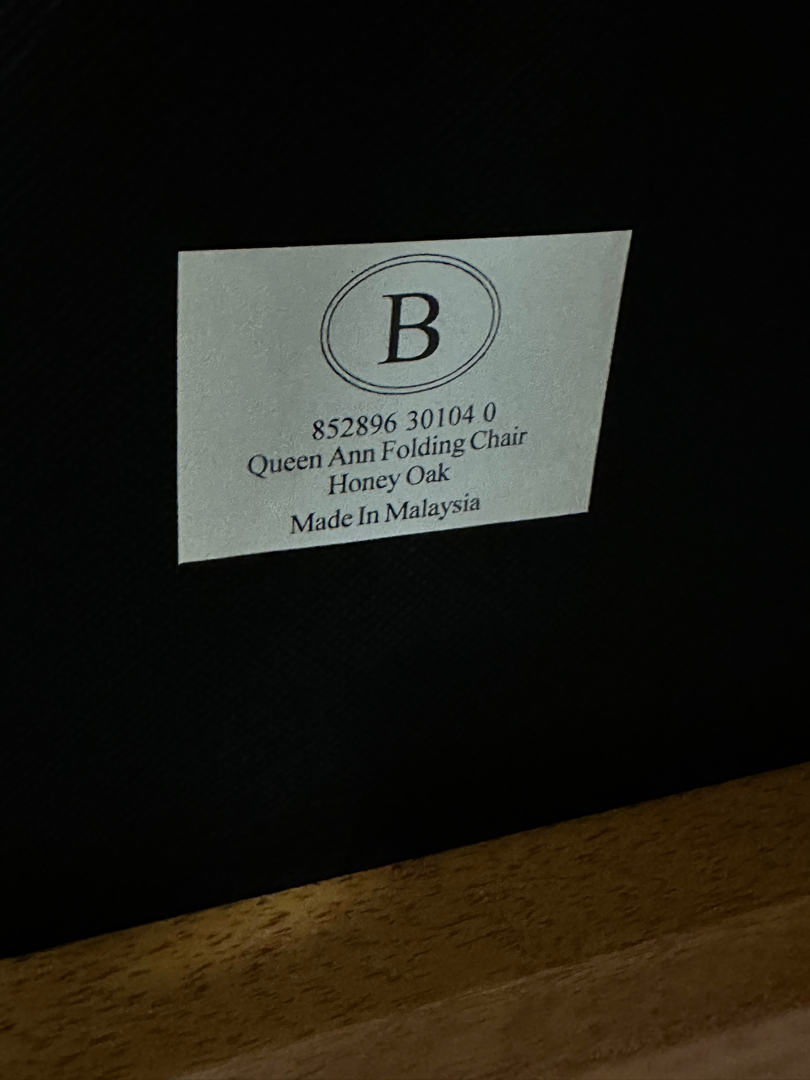 B
852896 30104 0
Queen Ann Folding Chair
Honey Oak
Made In Malaysia